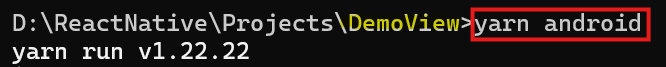 D:\ReactNative\Projects\DemoView>yarn android
yarn run v1.22.22